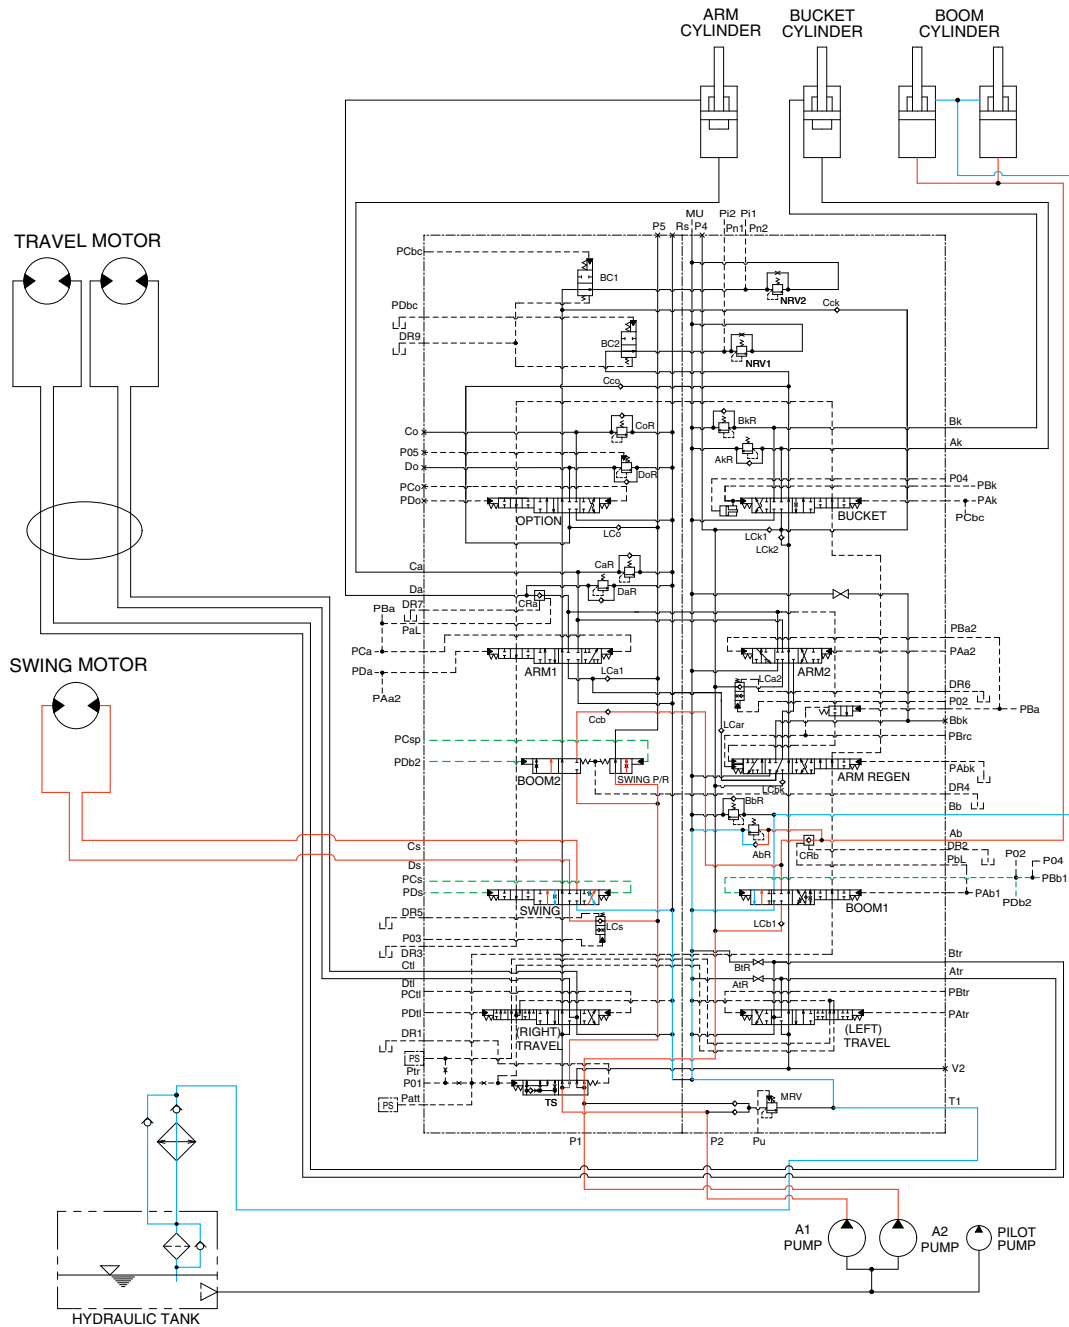 ARM
CYLINDER
BUCKET
CYLINDER
BOOM
CYLINDER
TRAVEL MOTOR
SWING MOTOR
P5
Rs
MU
P4
Pi2
Pn1
Pi1
Pn2
PCbc
BC1
NRV2
Cck
PDbc
DR9
BC2
NRV1
Cco
Co
CoR
BkR
Bk
P05
Ak
Do
DoR
AkR
PCo
P04
PBk
PDo
PAk
OPTION
BUCKET
PCbc
LCo
LCk1
LCk2
Ca
CaR
Da
DaR
DR7
CRa
PBa
PaL
PBa2
PCa
PAa2
PDa
ARM1
ARM2
LCa1
LCa2
DR6
PAa2
P02
PBa
Ccb
LCar
Bbk
PCsp
PBrc
PDb2
BOOM2
SWING P/R
ARM REGEN
PAbk
LCbk
DR4
BbR
Bb
Cs
AbR
CRb
Ab
DR2
Ds
PbL
P02
P04
PCs
PBb1
PDs
PAb1
PDb2
SWING
BOOM1
DR5
LCs
LCb1
P03
DR3
Btr
Ctl
BtR
Atr
Dtl
AtR
PCtl
PBtr
PDtl
PAtr
DR1
(RIGHT)
TRAVEL
(LEFT)
TRAVEL
PS
Ptr
V2
P01
TS
MRV
Patt
PS
T1
P1
P2
Pu
A1
PUMP
A2
PUMP
PILOT
PUMP
HYDRAULIC TANK